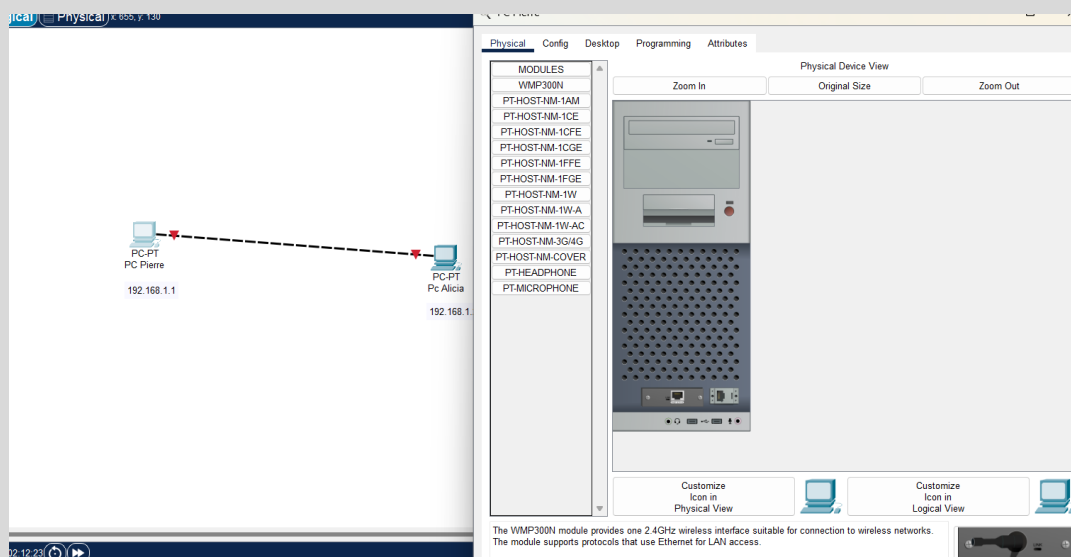 Physical x: 655, y: 130
PC-PT
PC Pierre
192.168.1.1
PC-PT
Pc Alicia
192.168.1.
02:12:23
Physical Config Desktop Programming Attributes
MODULES
WMP300N
PT-HOST-NM-1AM
PT-HOST-NM-1CE
PT-HOST-NM-1CFE
PT-HOST-NM-1CGE
PT-HOST-NM-1FFE
PT-HOST-NM-1FGE
PT-HOST-NM-1W
PT-HOST-NM-1W-A
PT-HOST-NM-1W-AC
PT-HOST-NM-3G/4G
PT-HOST-NM-COVER
PT-HEADPHONE
PT-MICROPHONE
Physical Device View
Zoom In Original Size Zoom Out
Customize
Icon in
Physical View
Customize
Icon in
Logical View
The WMP300N module provides one 2.4GHz wireless interface suitable for connection to wireless networks.
The module supports protocols that use Ethernet for LAN access.